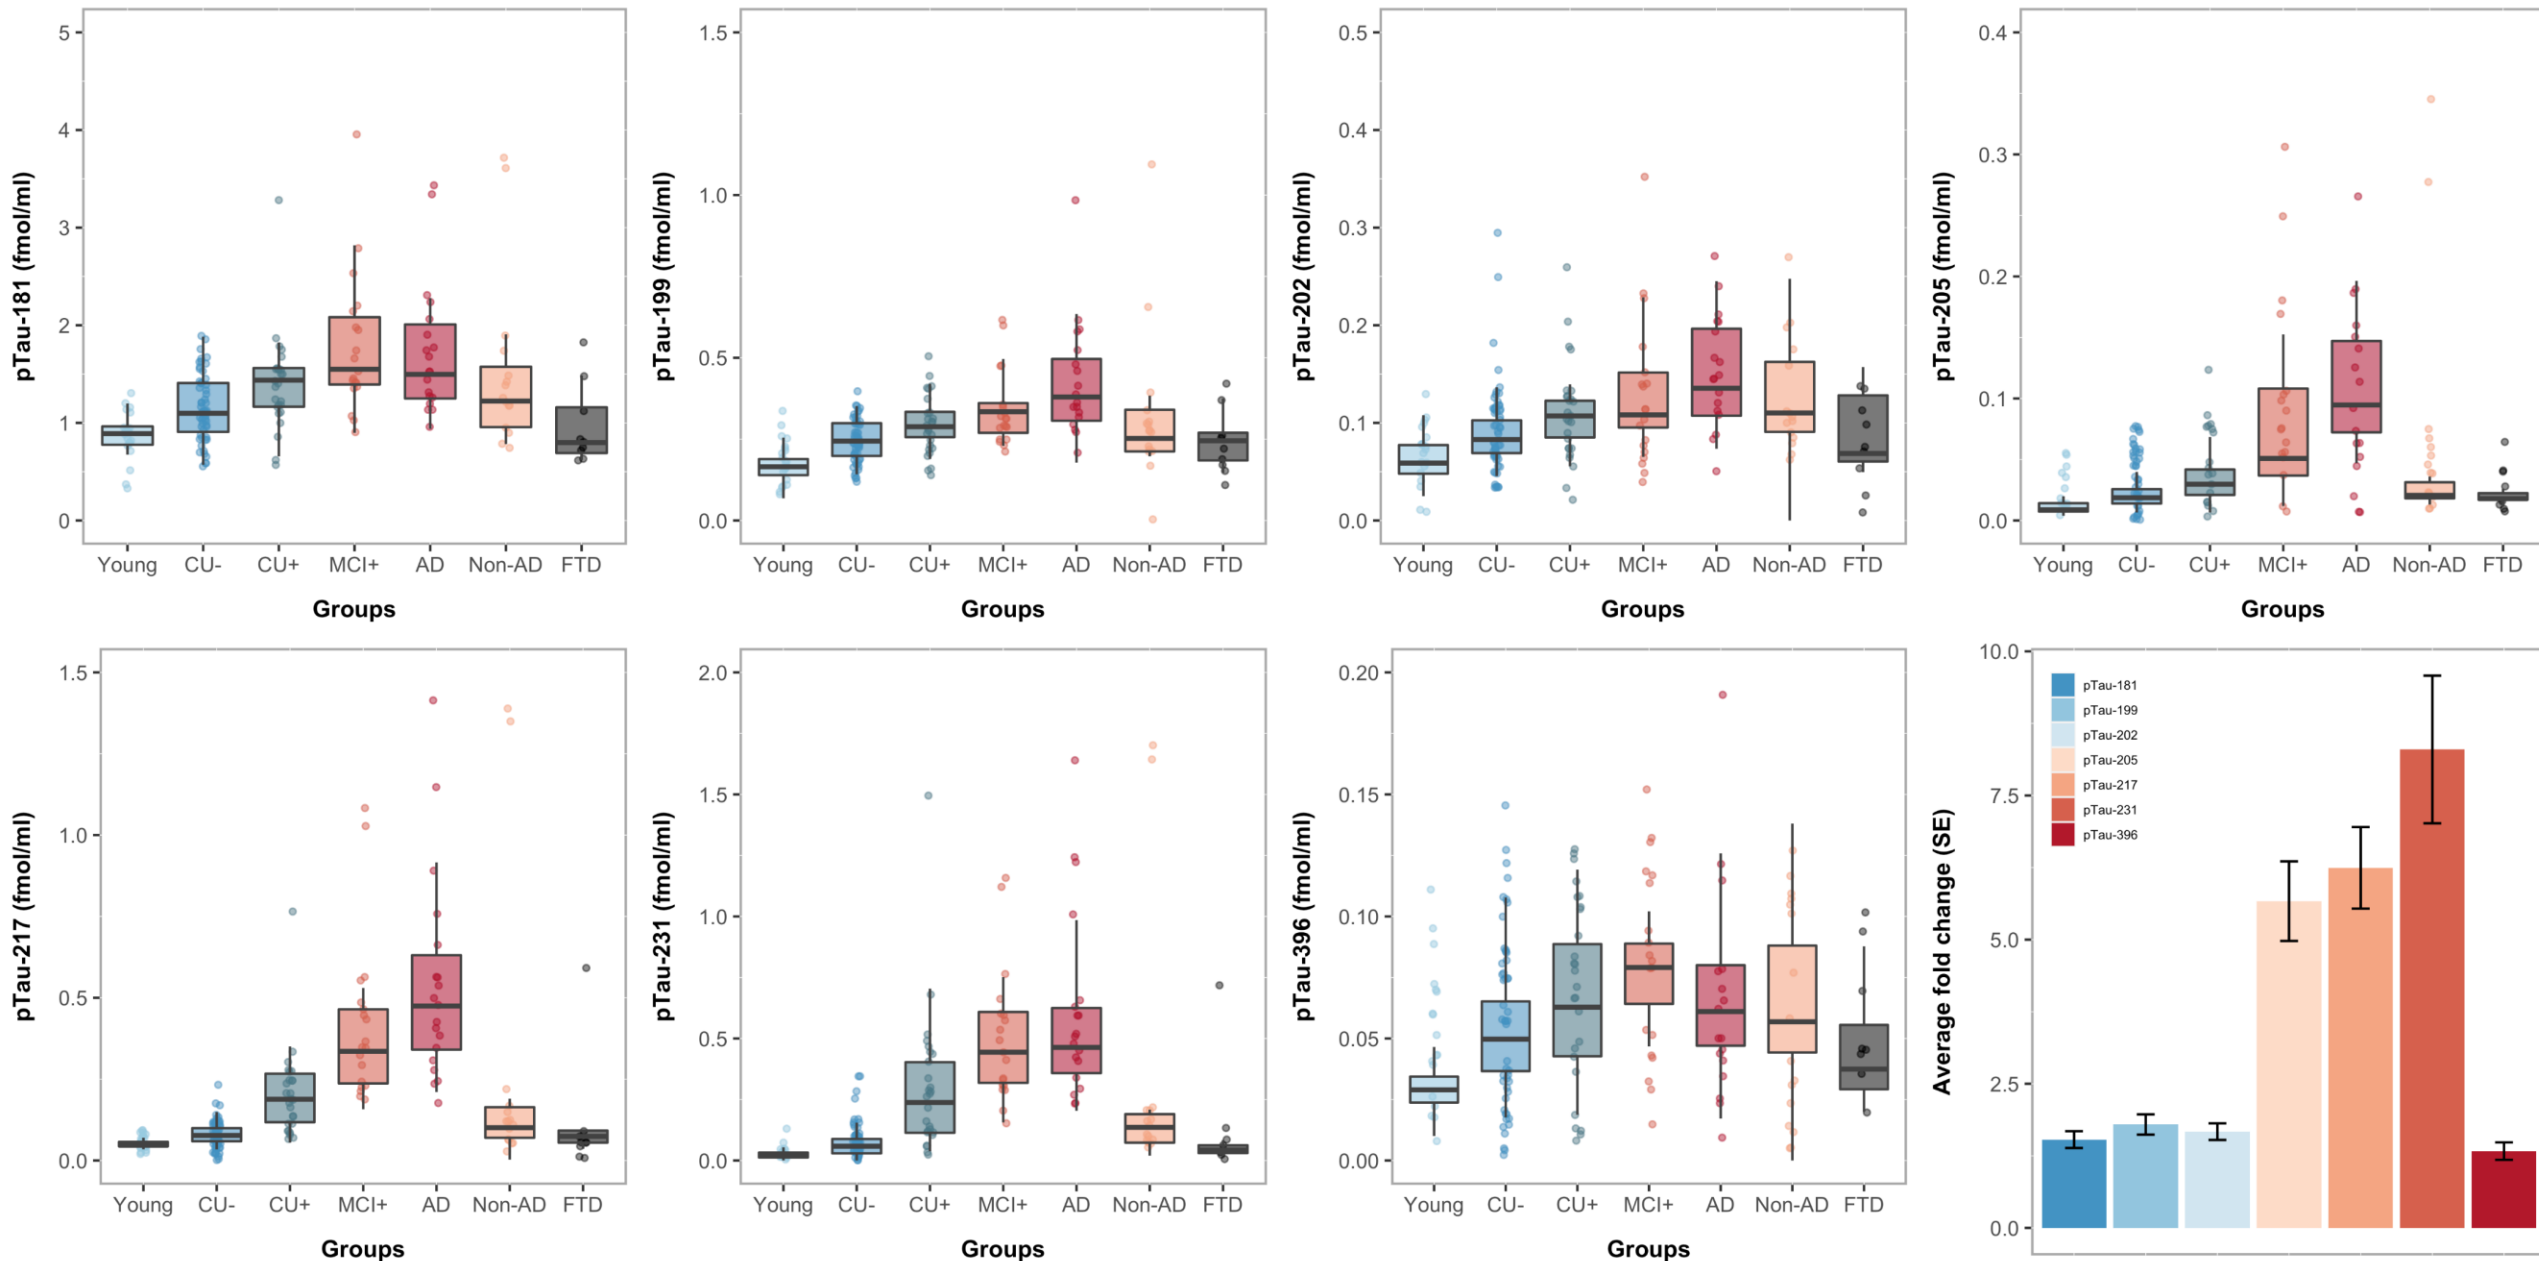 pTau-181 (fmol/ml)
5
4
3
2
1
0
Young CU- CU+ MCI+ AD Non-AD FTD
Groups
pTau-199 (fmol/ml)
1.5
1.0
0.5
0.0
Young CU- CU+ MCI+ AD Non-AD FTD
Groups
pTau-202 (fmol/ml)
0.5
0.4
0.3
0.2
0.1
0.0
Young CU- CU+ MCI+ AD Non-AD FTD
Groups
pTau-205 (fmol/ml)
0.4
0.3
0.2
0.1
0.0
Young CU- CU+ MCI+ AD Non-AD FTD
Groups
pTau-217 (fmol/ml)
1.5
1.0
0.5
0.0
Young CU- CU+ MCI+ AD Non-AD FTD
Groups
pTau-231 (fmol/ml)
2.0
1.5
1.0
0.5
0.0
Young CU- CU+ MCI+ AD Non-AD FTD
Groups
pTau-396 (fmol/ml)
0.20
0.15
0.10
0.05
0.00
Young CU- CU+ MCI+ AD Non-AD FTD
Groups
Average fold change (SE)
10.0
7.5
5.0
2.5
0.0
pTau-181
pTau-199
pTau-202
pTau-205
pTau-217
pTau-231
pTau-396